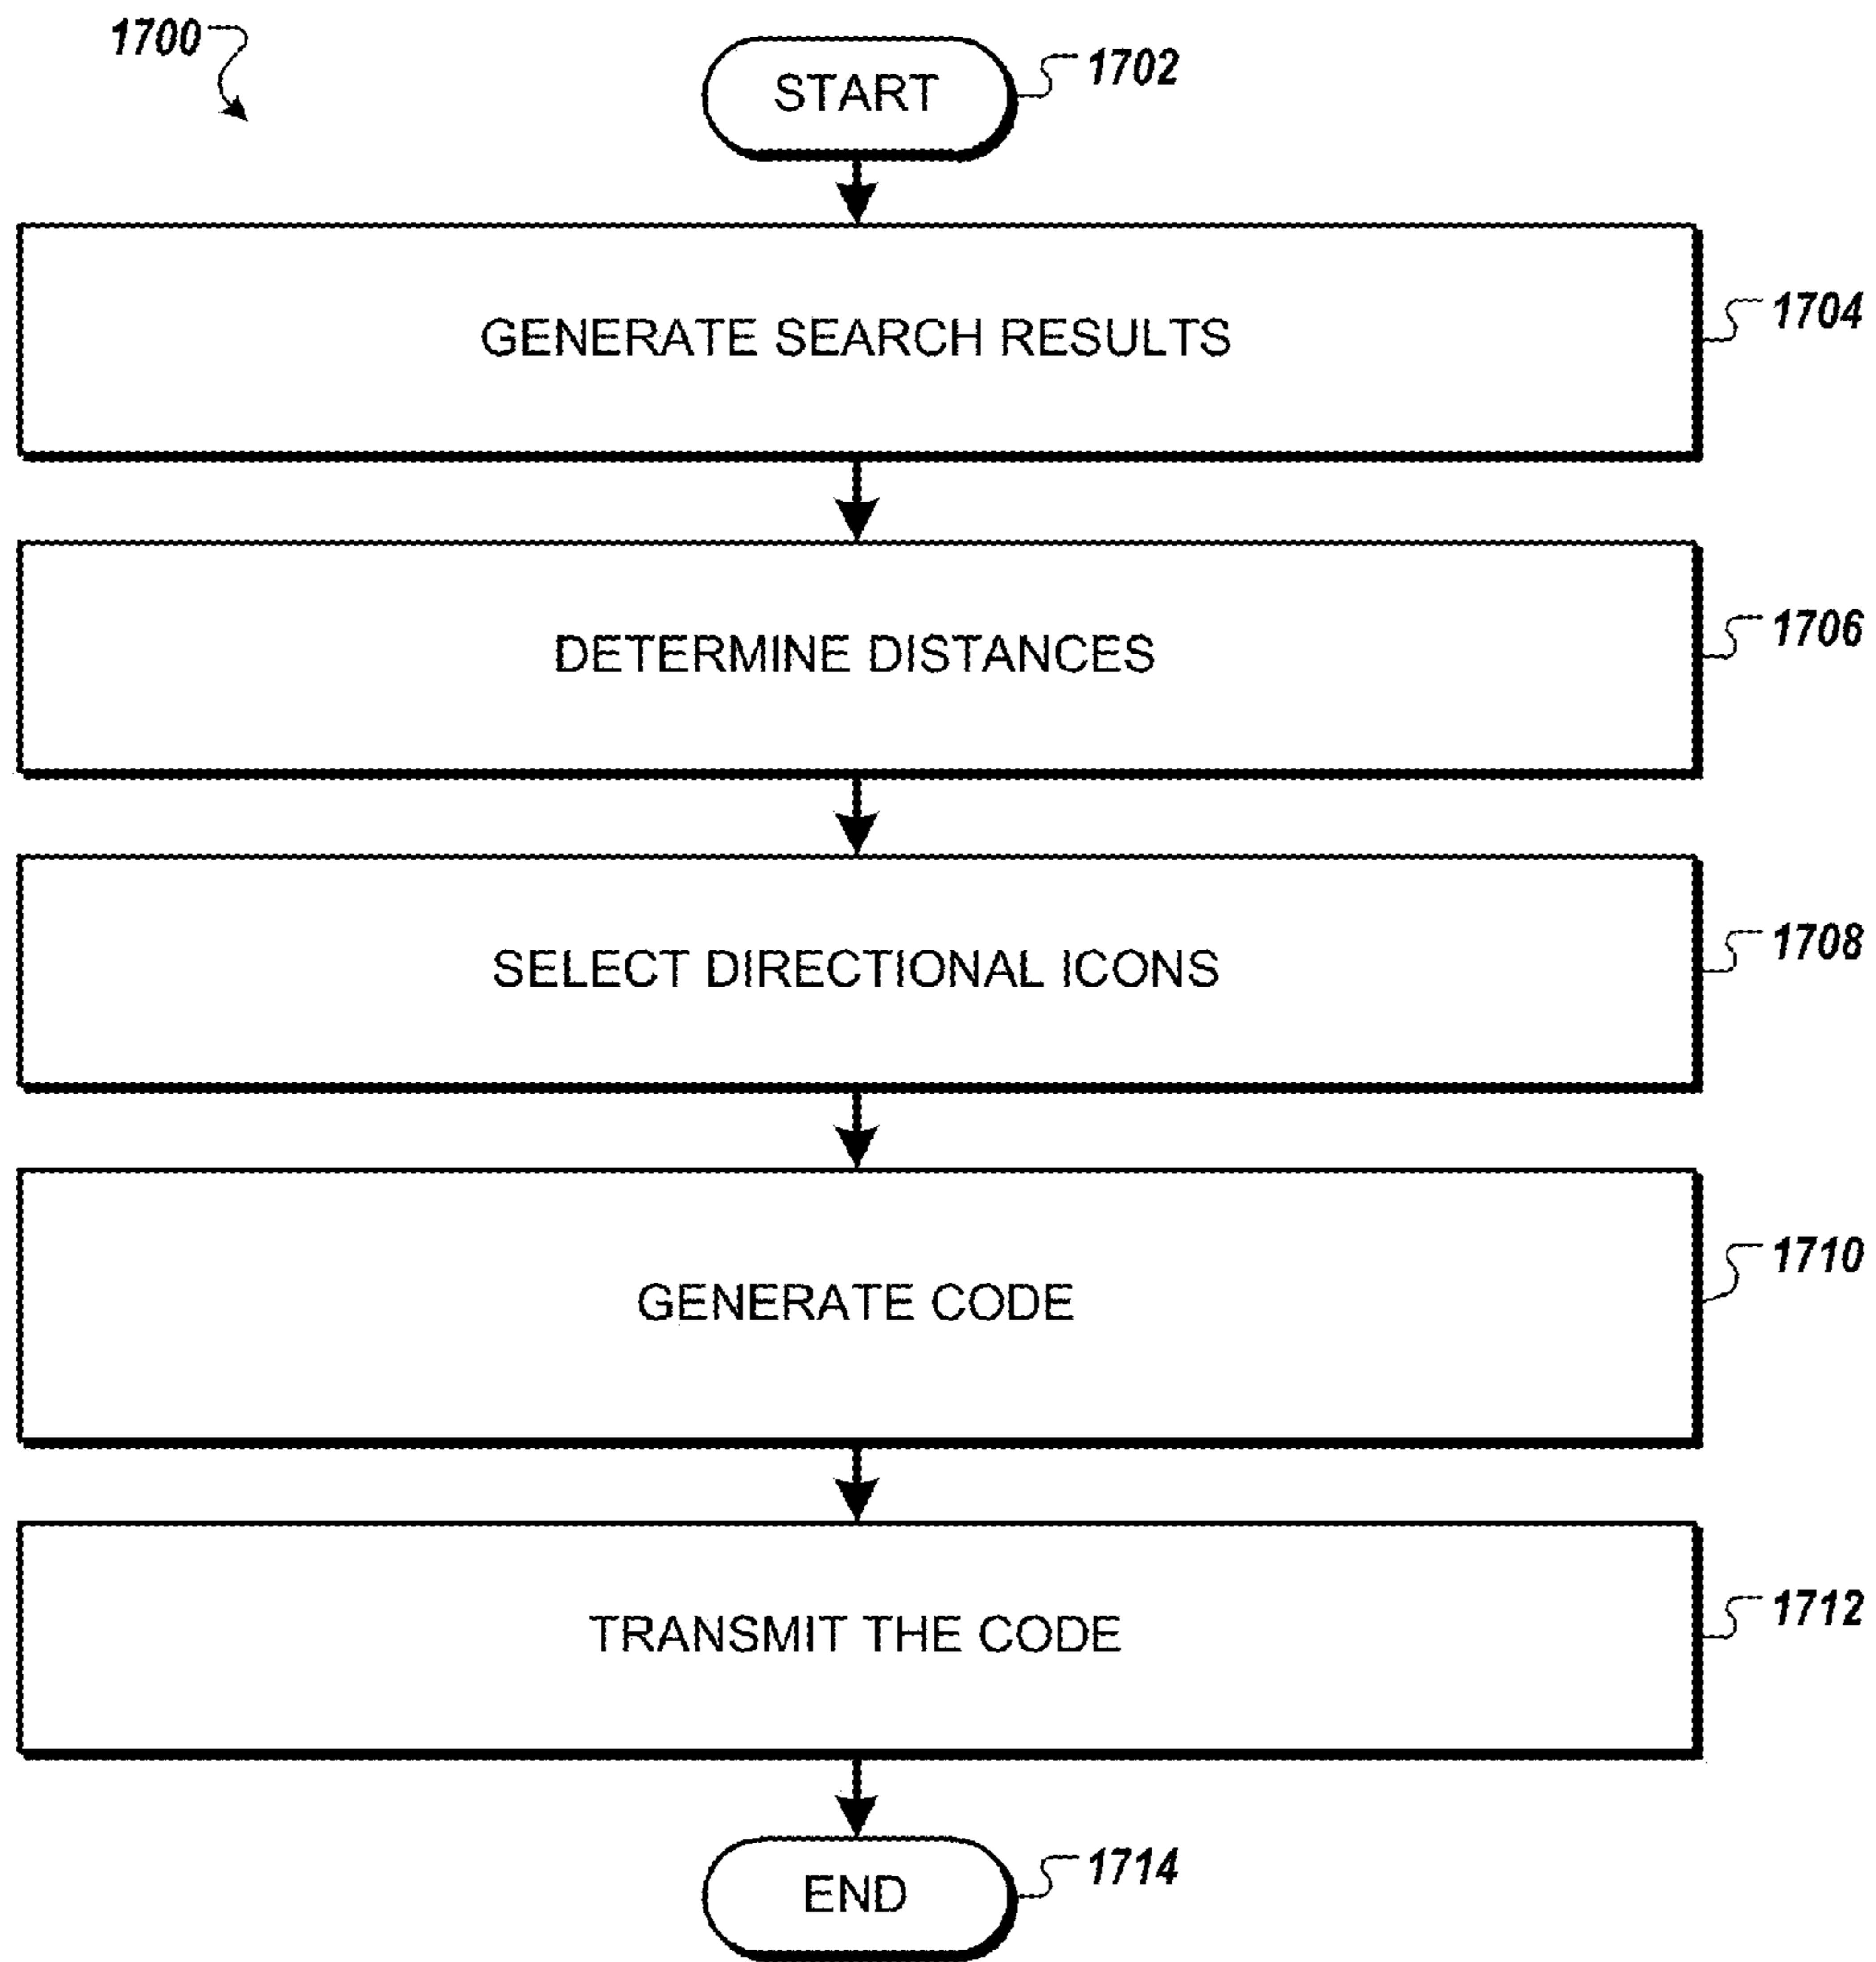 1700
START
1702
GENERATE SEARCH RESULTS
1704
DETERMINE DISTANCES
1706
SELECT DIRECTIONAL ICONS
1708
GENERATE CODE
1710
TRANSMIT THE CODE
1712
END
1714